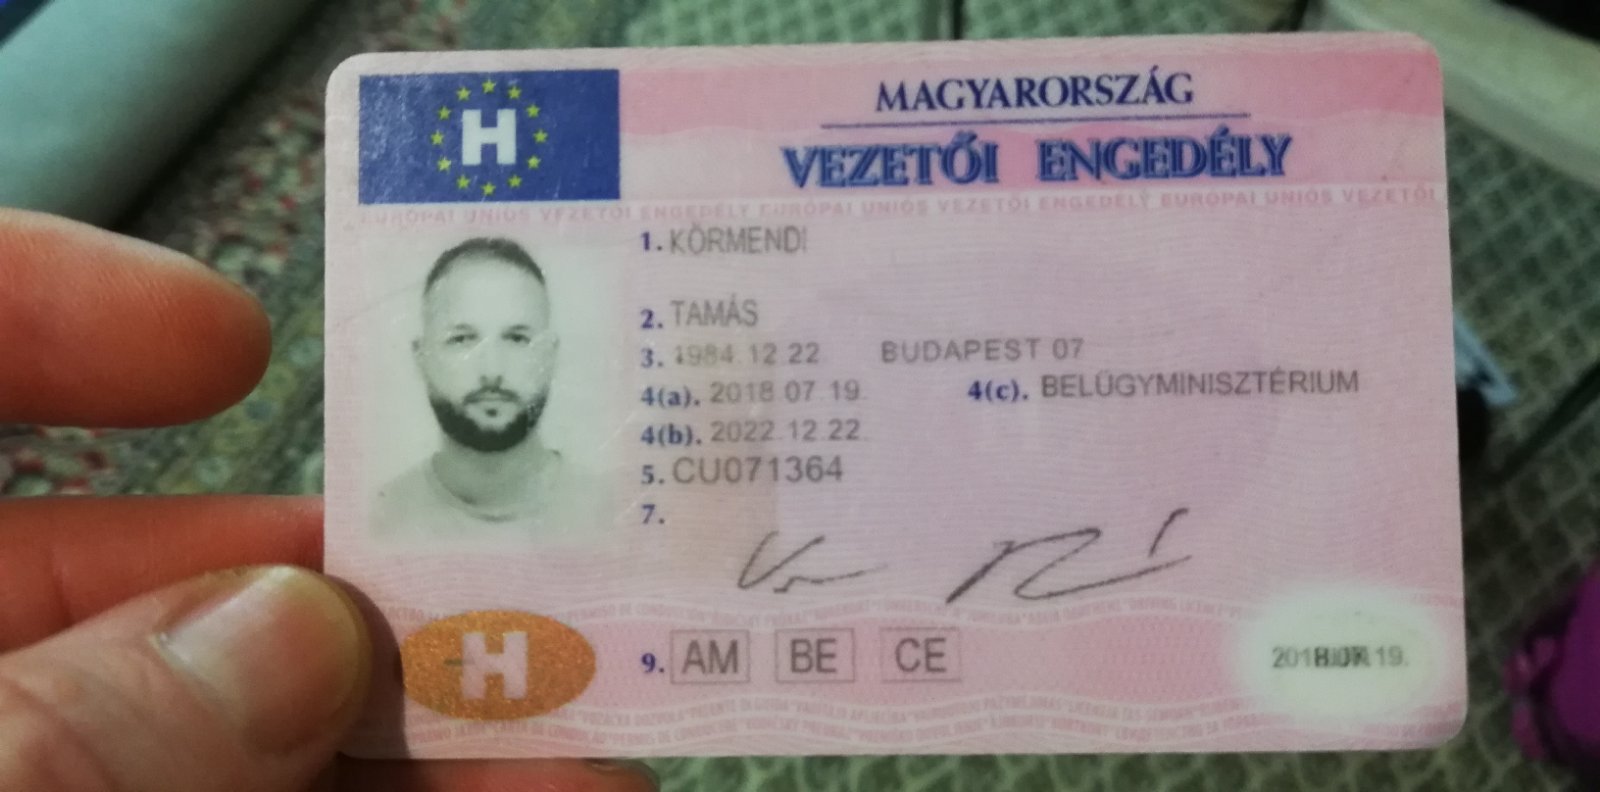 H
MAGYARORSZÁG
VEZETŐI ENGEDÉLY
EURÓPAI UNIÓS VEZETŐI ENGEDÉLY EURÓPAI UNIÓS VEZETŐI ENGEDÉLY EURÓPAI UNIÓS VEZETŐI
1. KÖRMENDI
2. TAMÁS
3. 1984.12.22 BUDAPEST 07
4(a). 2018.07.19. 4(c). BELÜGYMINISZTÉRIUM
4(b). 2022.12.22.
5. CU071364
7.
H
9. AM BE CE